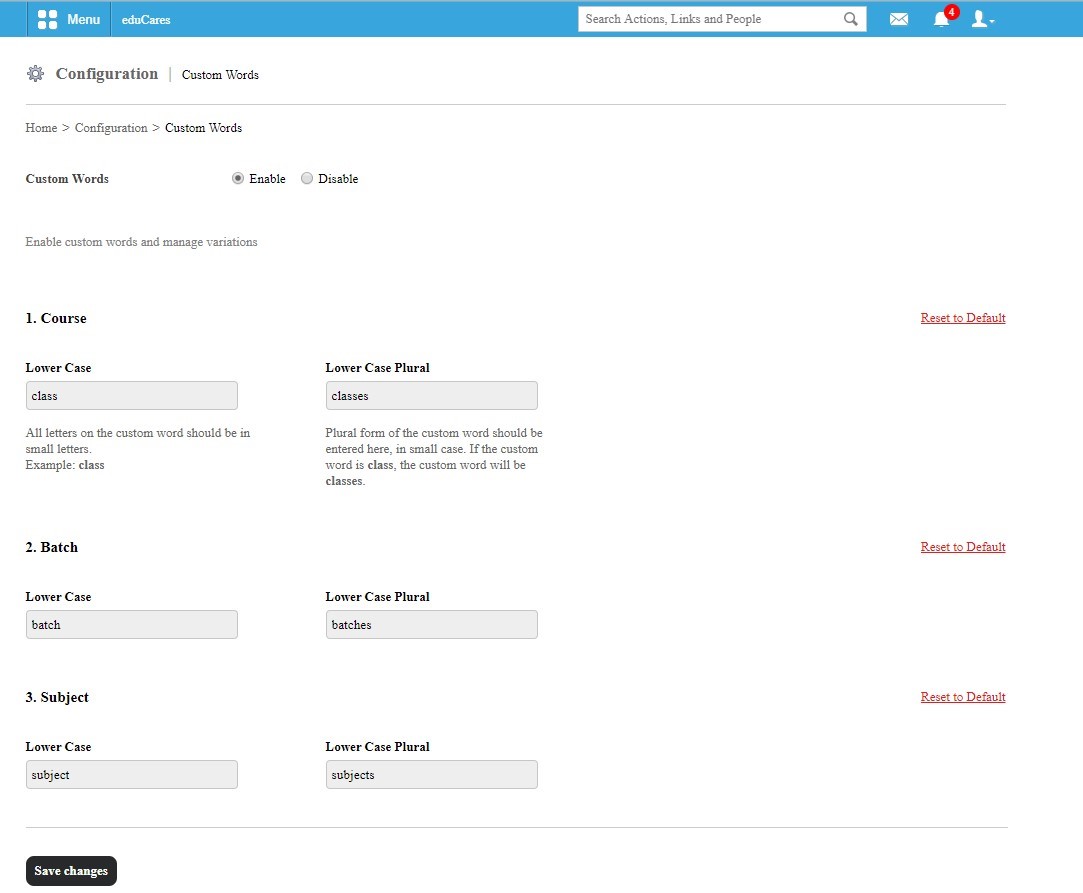 Menu eduCares Search Actions, Links and People 4
Configuration | Custom Words
Home > Configuration > Custom Words
Custom Words Enable Disable
Enable custom words and manage variations
1. Course Reset to Default
Lower Case Lower Case Plural
class classes
All letters on the custom word should be in Plural form of the custom word should be
small letters. entered here, in small case. If the custom
Example: class word is class, the custom word will be
classes.
2. Batch Reset to Default
Lower Case Lower Case Plural
batch batches
3. Subject Reset to Default
Lower Case Lower Case Plural
subject subjects
Save changes